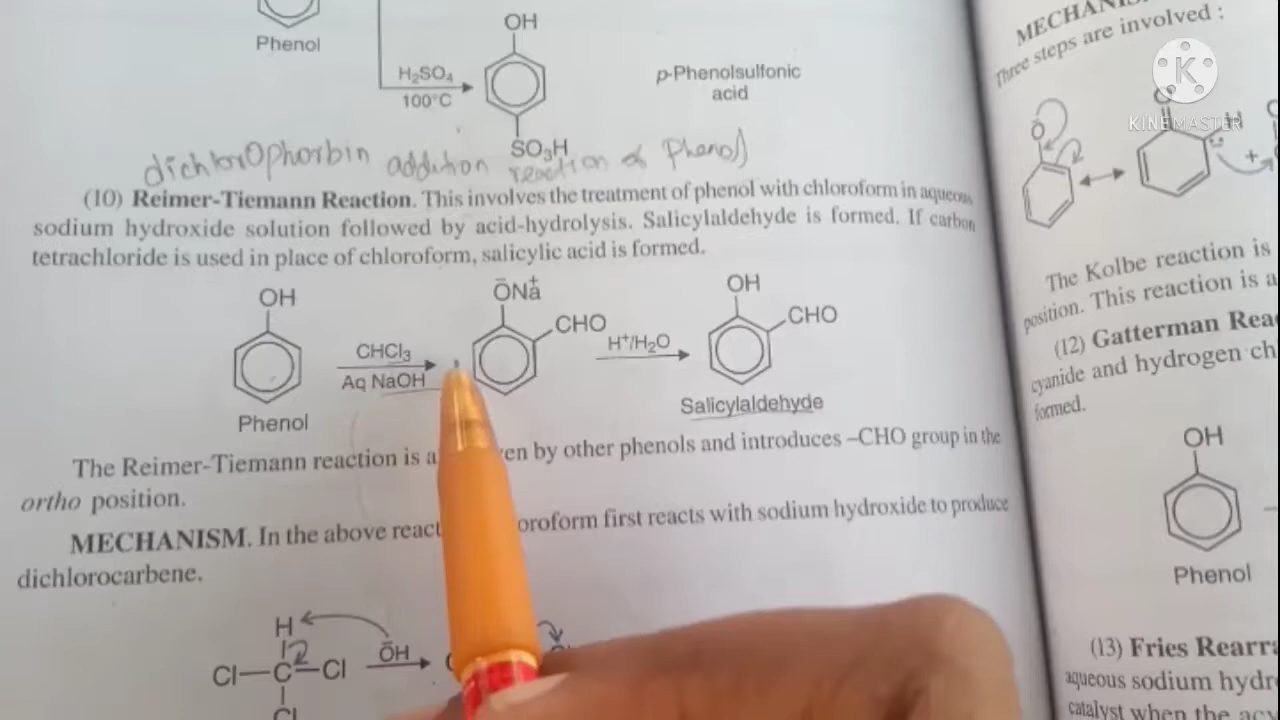 Phenol
OH
H₂SO₄
100°C
SO₃H
p-Phenolsulfonic
acid
addition reaction of Phenol
(10) Reimer-Tiemann Reaction. This involves the treatment of phenol with chloroform in aqueous
sodium hydroxide solution followed by acid-hydrolysis. Salicylaldehyde is formed. If carbon
tetrachloride is used in place of chloroform, salicylic acid is formed.
OH
Phenol
CHCl₃
Aq NaOH
ŌNa⁺
CHO
H⁺/H₂O
OH
CHO
Salicylaldehyde
The Reimer-Tiemann reaction is a en by other phenols and introduces –CHO group in the
ortho position.
MECHANISM. In the above react oroform first reacts with sodium hydroxide to produce
dichlorocarbene.
H
Cl—C—Cl
Cl
ŌH
MECHANIS
Three steps are involved :
KINEMASTER
The Kolbe reaction is
position. This reaction is a
(12) Gatterman Rea
cyanide and hydrogen ch
formed.
OH
Phenol
(13) Fries Rearr
aqueous sodium hydr
catalyst when the acy